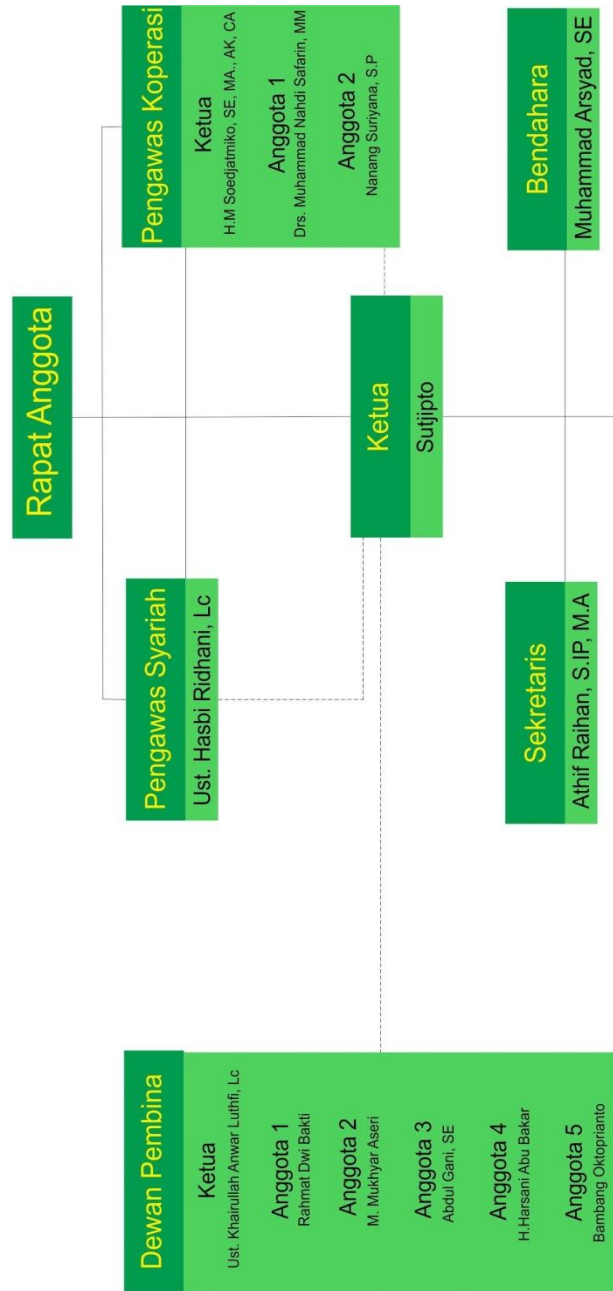 Rapat Anggota
Dewan Pembina
Ketua
Ust. Khairullah Anwar Luthfi, Lc
Anggota 1
Rahmat Dwi Bakti
Anggota 2
M. Mukhyar Aseri
Anggota 3
Abdul Gani, SE
Anggota 4
H.Harsani Abu Bakar
Anggota 5
Bambang Oktoprianto
Pengawas Syariah
Ust. Hasbi Ridhani, Lc
Pengawas Koperasi
Ketua
H.M Soedjatmiko, SE, MA., AK, CA
Anggota 1
Drs. Muhammad Nahdi Safarin, MM
Anggota 2
Nanang Suriyana, S.P
Ketua
Sutjipto
Sekretaris
Athif Raihan, S.IP, M.A
Bendahara
Muhammad Arsyad, SE